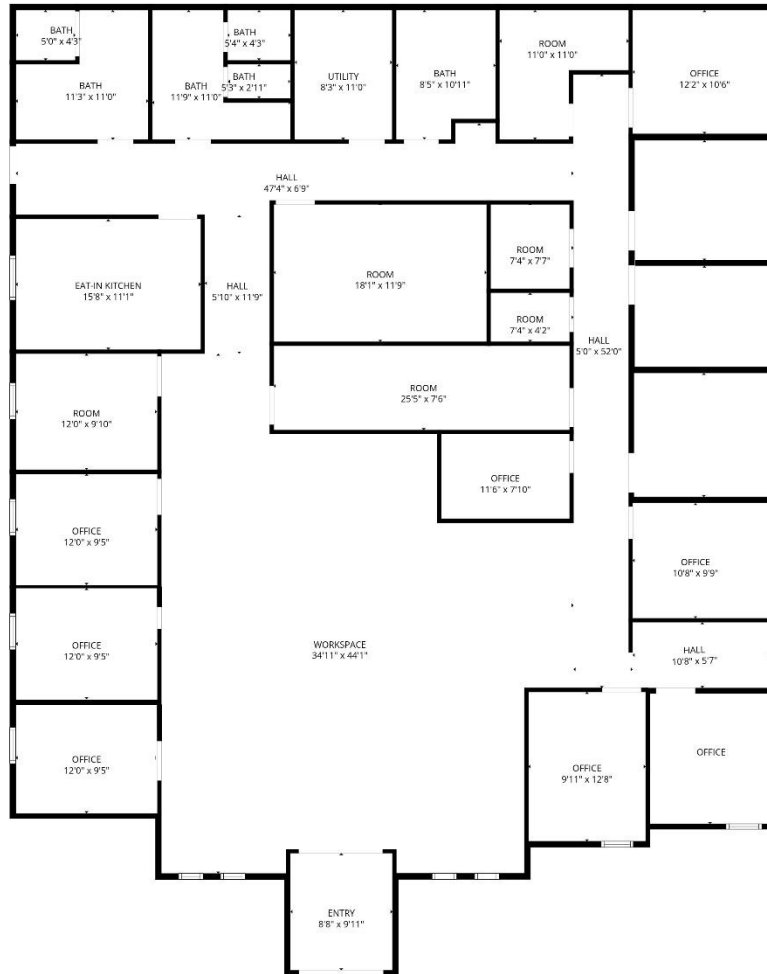 BATH
5'0" x 4'3"
BATH
5'4" x 4'3"
ROOM
11'0" x 11'0"
BATH
11'3" x 11'0"
BATH
11'9" x 11'0"
BATH
5'3" x 2'11"
UTILITY
8'3" x 11'0"
BATH
8'5" x 10'11"
OFFICE
12'2" x 10'6"
HALL
47'4" x 6'9"
EAT-IN KITCHEN
15'8" x 11'1"
HALL
5'10" x 11'9"
ROOM
18'1" x 11'9"
ROOM
7'4" x 7'7"
ROOM
7'4" x 4'2"
HALL
5'0" x 52'0"
ROOM
12'0" x 9'10"
ROOM
25'5" x 7'6"
OFFICE
11'6" x 7'10"
OFFICE
12'0" x 9'5"
OFFICE
10'8" x 9'9"
OFFICE
12'0" x 9'5"
WORKSPACE
34'11" x 44'1"
HALL
10'8" x 5'7"
OFFICE
12'0" x 9'5"
OFFICE
9'11" x 12'8"
OFFICE
ENTRY
8'8" x 9'11"